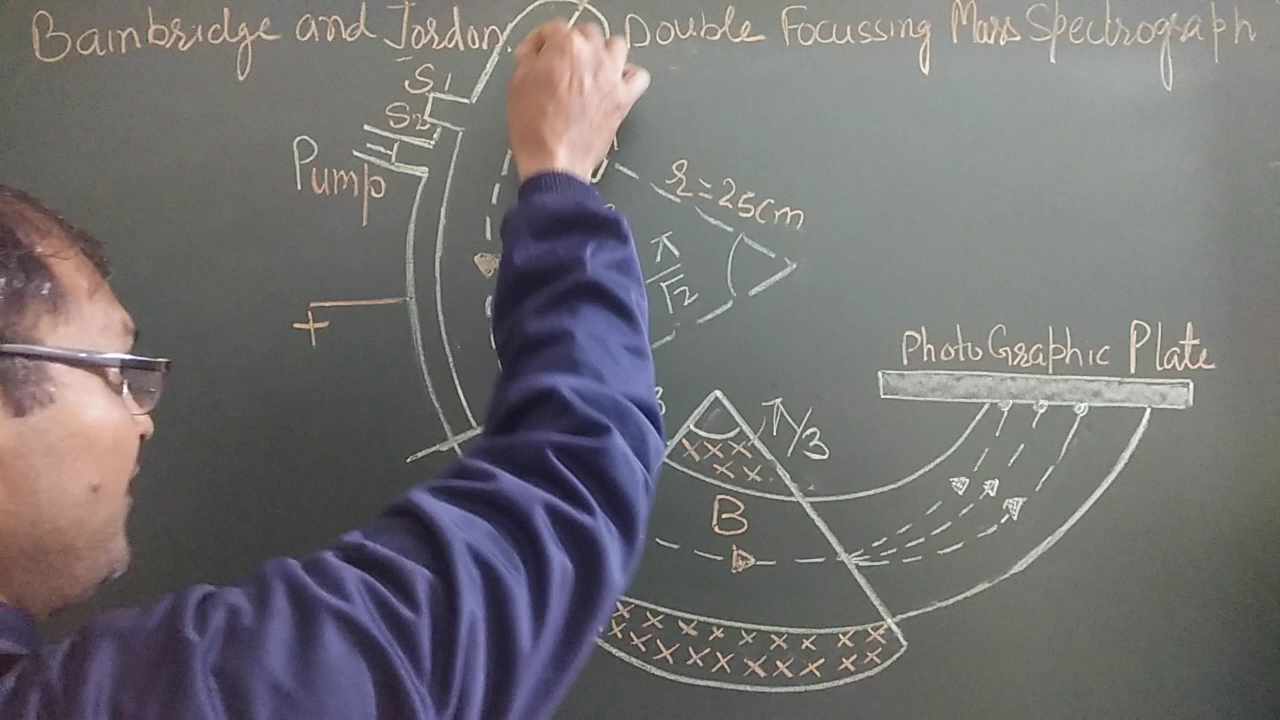 Bainbridge and Jordon Double Focussing Mass Spectrograph
S1
S2
Pump
r=25cm
π/√2
+
Photo Graphic Plate
π/3
B